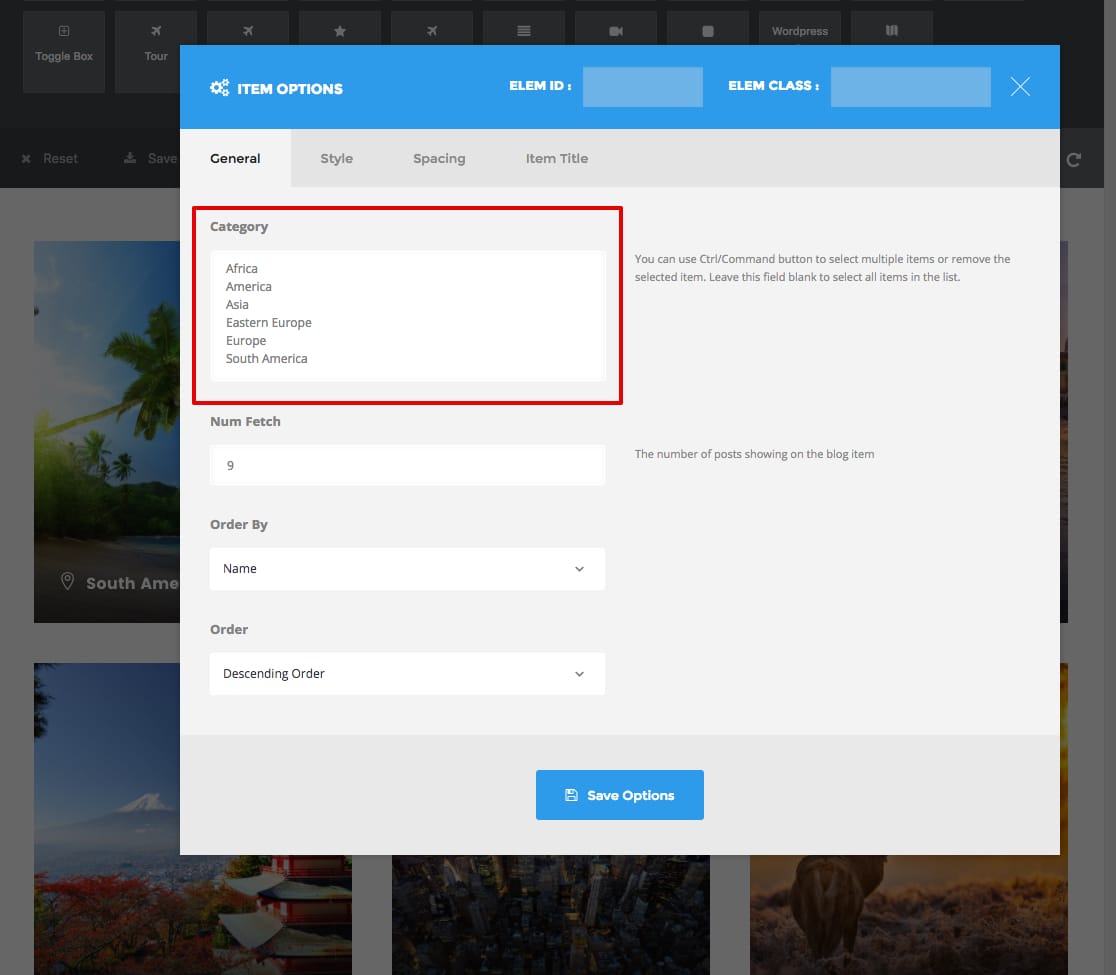 Toggle Box
Tour
Wordpress
ITEM OPTIONS
ELEM ID :
ELEM CLASS :
Reset
Save
General
Style
Spacing
Item Title
Category
Africa
America
Asia
Eastern Europe
Europe
South America
You can use Ctrl/Command button to select multiple items or remove the
selected item. Leave this field blank to select all items in the list.
Num Fetch
9
The number of posts showing on the blog item
Order By
Name
South Ame
Order
Descending Order
Save Options